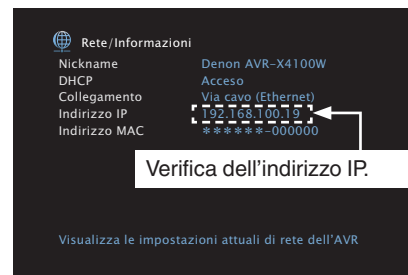 Rete/Informazioni
Nickname Denon AVR-X4100W
DHCP Acceso
Collegamento Via cavo (Ethernet)
Indirizzo IP 192.168.100.19
Indirizzo MAC ******-000000
Verifica dell'indirizzo IP.
Visualizza le impostazioni attuali di rete dell'AVR